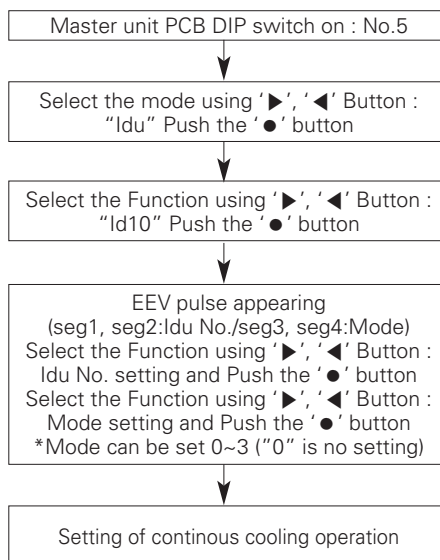 Master unit PCB DIP switch on : No.5
Select the mode using ‘▶’, ‘◀’ Button :
“Idu” Push the ‘●’ button
Select the Function using ‘▶’, ‘◀’ Button :
“Id10” Push the ‘●’ button
EEV pulse appearing
(seg1, seg2:Idu No./seg3, seg4:Mode)
Select the Function using ‘▶’, ‘◀’ Button :
Idu No. setting and Push the ‘●’ button
Select the Function using ‘▶’, ‘◀’ Button :
Mode setting and Push the ‘●’ button
*Mode can be set 0~3 ("0" is no setting)
Setting of continous cooling operation